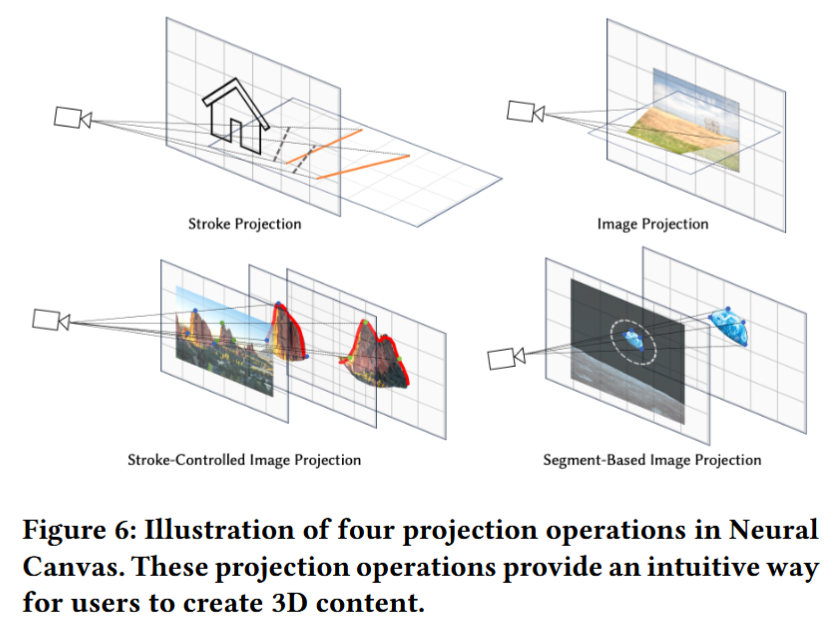 Stroke Projection
Image Projection
Stroke-Controlled Image Projection
Segment-Based Image Projection
Figure 6: Illustration of four projection operations in Neural
Canvas. These projection operations provide an intuitive way
for users to create 3D content.